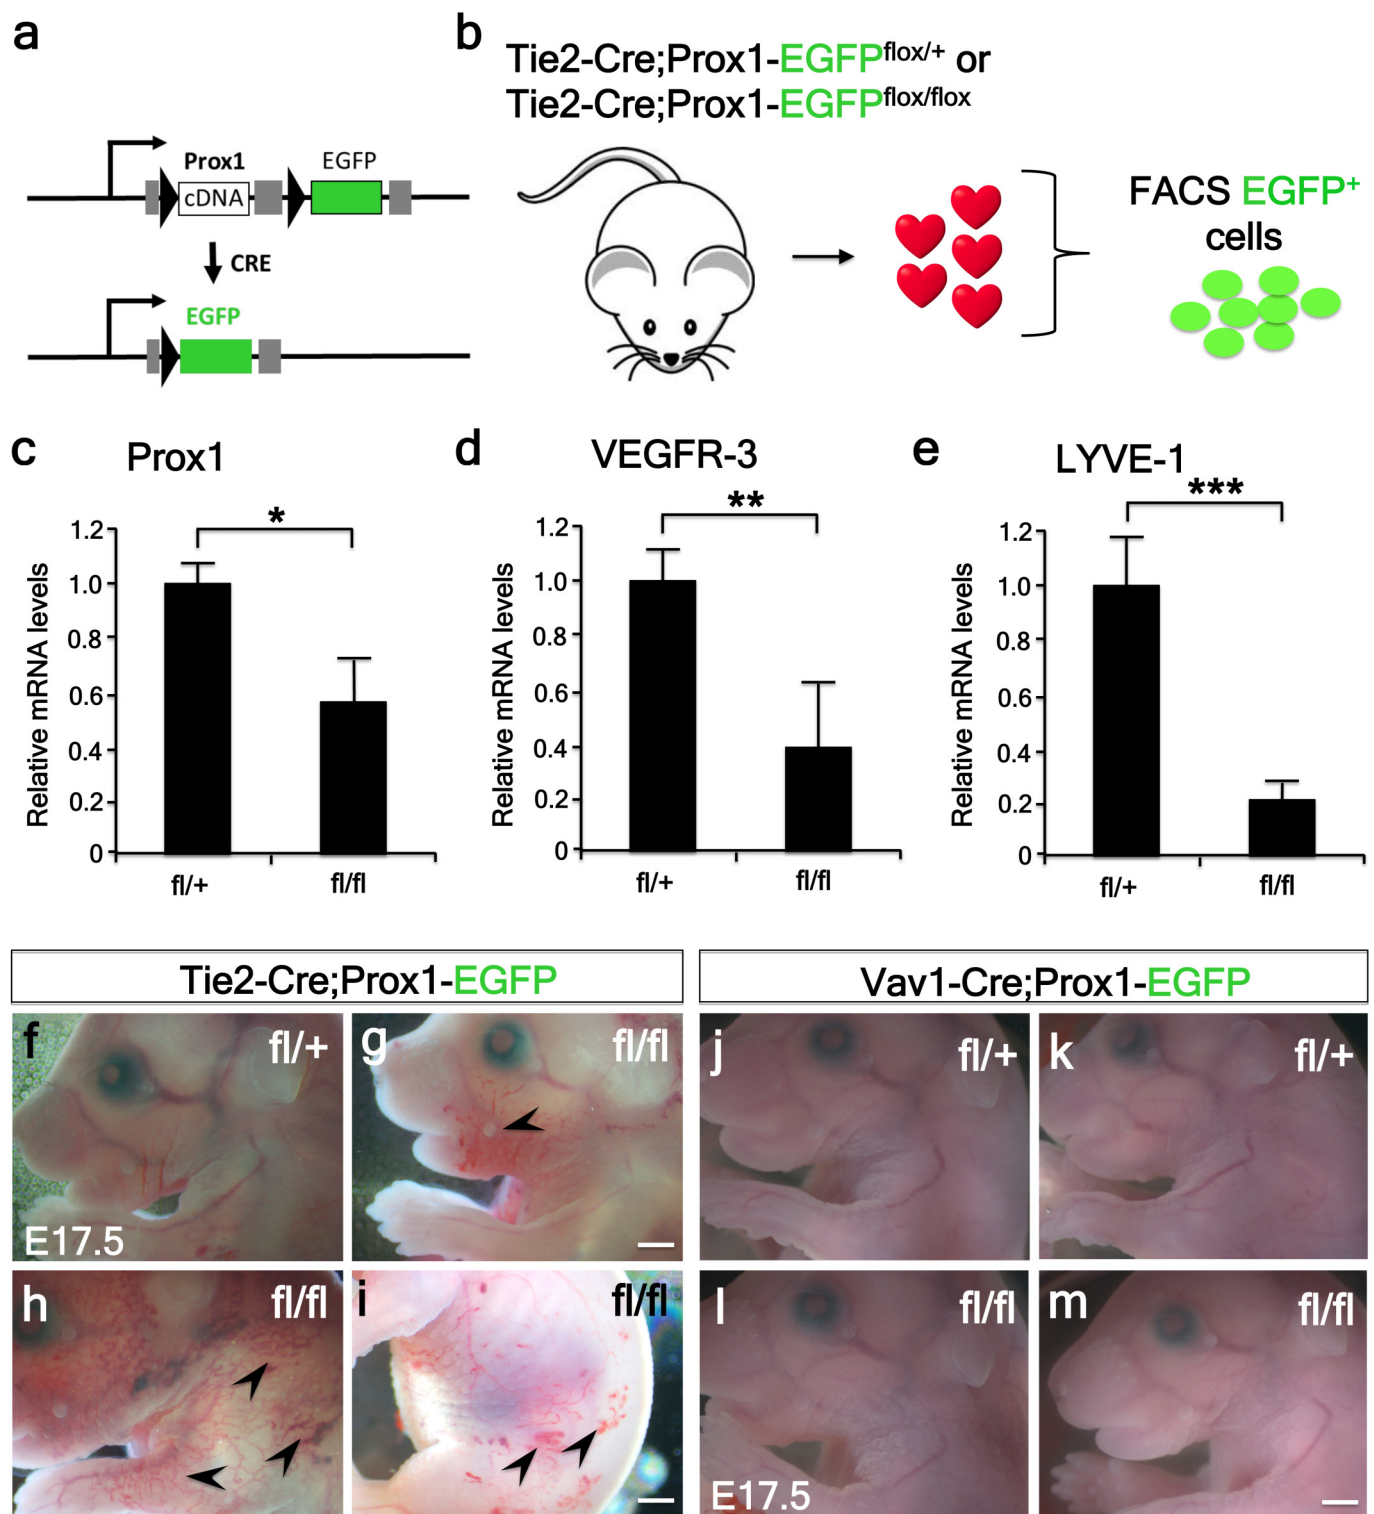 a
b
Tie2-Cre;Prox1-EGFPflox/+ or
Tie2-Cre;Prox1-EGFPflox/flox
Prox1
EGFP
cDNA
CRE
EGFP
FACS EGFP+
cells
c
Prox1
*
Relative mRNA levels
1.2
1.0
0.8
0.6
0.4
0.2
0
fl/+
fl/fl
d
VEGFR-3
**
Relative mRNA levels
1.2
1.0
0.8
0.6
0.4
0.2
0
fl/+
fl/fl
e
LYVE-1
***
Relative mRNA levels
1.2
1.0
0.8
0.6
0.4
0.2
0
fl/+
fl/fl
Tie2-Cre;Prox1-EGFP
Vav1-Cre;Prox1-EGFP
f
fl/+
E17.5
g
fl/fl
j
fl/+
k
fl/+
h
fl/fl
i
fl/fl
l
fl/fl
E17.5
m
fl/fl